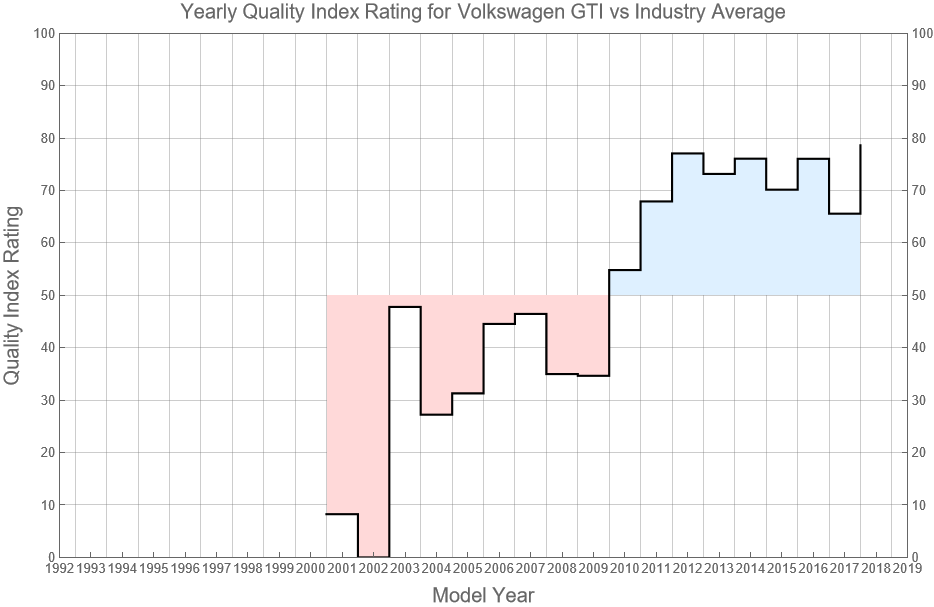 Yearly Quality Index Rating for Volkswagen GTI vs Industry Average
100 100
90 90
80 80
70 70
60 60
50 50
40 40
30 30
20 20
10 10
0 0
Quality Index Rating
1992 1993 1994 1995 1996 1997 1998 1999 2000 2001 2002 2003 2004 2005 2006 2007 2008 2009 2010 2011 2012 2013 2014 2015 2016 2017 2018 2019
Model Year